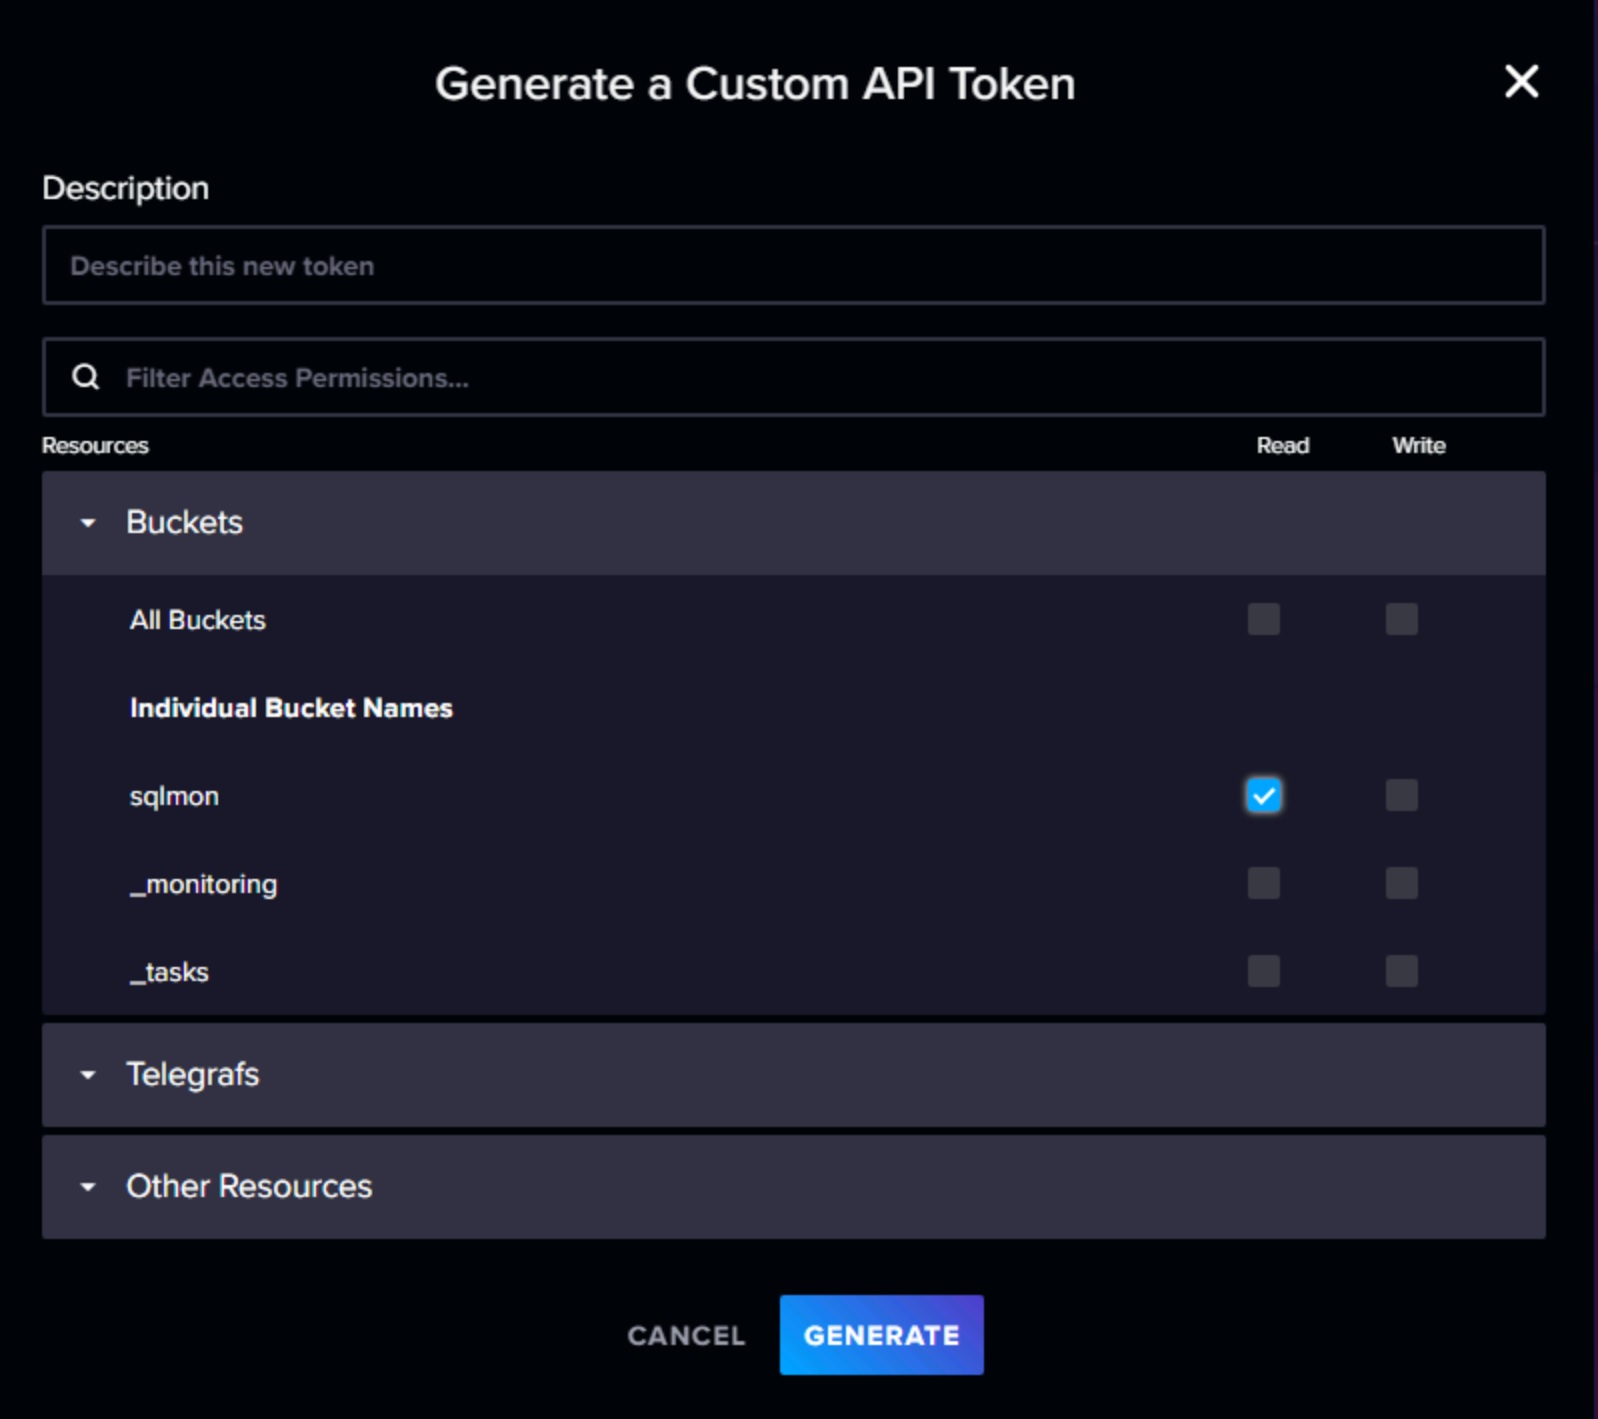 Generate a Custom API Token
Description
Describe this new token
Filter Access Permissions...
Resources Read Write
Buckets
All Buckets
Individual Bucket Names
sqlmon
_monitoring
_tasks
Telegrafs
Other Resources
CANCEL GENERATE